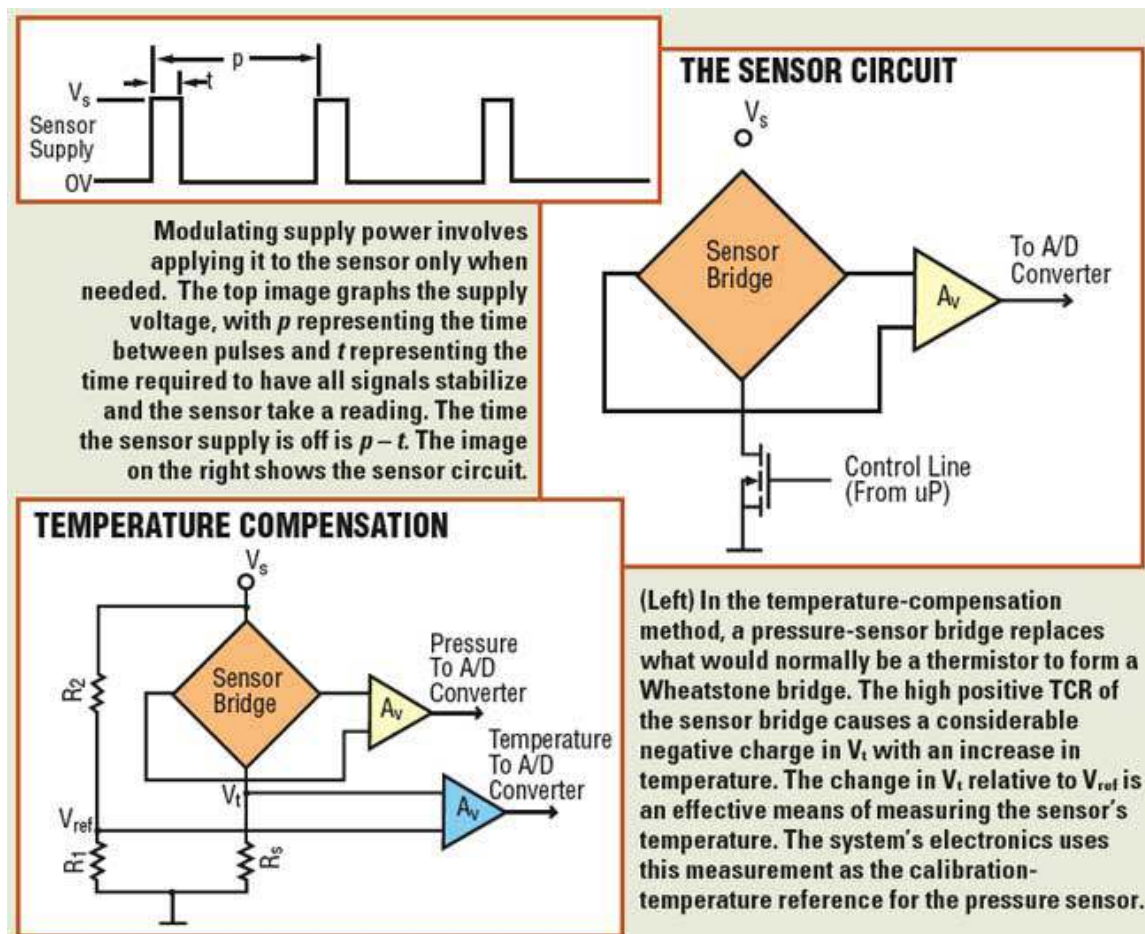 p
t
Vs
Sensor
Supply
OV
Modulating supply power involves
applying it to the sensor only when
needed. The top image graphs the supply
voltage, with p representing the time
between pulses and t representing the
time required to have all signals stabilize
and the sensor take a reading. The time
the sensor supply is off is p – t. The image
on the right shows the sensor circuit.
THE SENSOR CIRCUIT
Vs
Sensor
Bridge
Av
To A/D
Converter
Control Line
(From uP)
TEMPERATURE COMPENSATION
Vs
R2
Sensor
Bridge
Av
Pressure
To A/D
Converter
Temperature
To A/D
Converter
Vt
Av
Vref
R1
Rs
(Left) In the temperature-compensation
method, a pressure-sensor bridge replaces
what would normally be a thermistor to form a
Wheatstone bridge. The high positive TCR of
the sensor bridge causes a considerable
negative charge in Vt with an increase in
temperature. The change in Vt relative to Vref is
an effective means of measuring the sensor's
temperature. The system's electronics uses
this measurement as the calibration-
temperature reference for the pressure sensor.